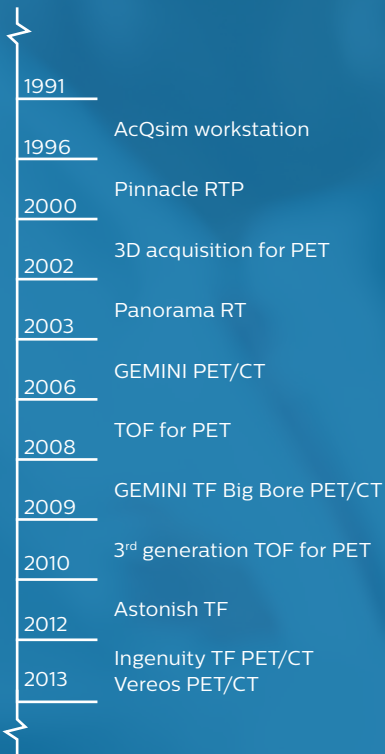 1991
AcQsim workstation
1996
Pinnacle RTP
2000
3D acquisition for PET
2002
Panorama RT
2003
GEMINI PET/CT
2006
TOF for PET
2008
GEMINI TF Big Bore PET/CT
2009
3rd generation TOF for PET
2010
Astonish TF
2012
Ingenuity TF PET/CT
2013
Vereos PET/CT